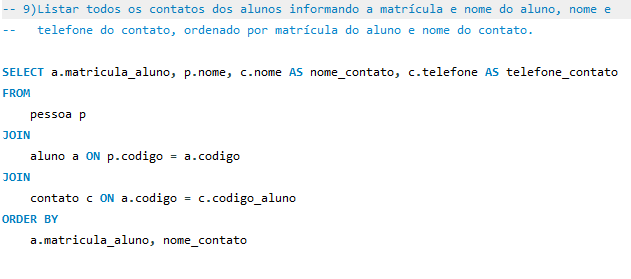 -- 9)Listar todos os contatos dos alunos informando a matrícula e nome do aluno, nome e
--   telefone do contato, ordenado por matrícula do aluno e nome do contato.
SELECT a.matricula_aluno, p.nome, c.nome AS nome_contato, c.telefone AS telefone_contato
FROM
    pessoa p
JOIN
    aluno a ON p.codigo = a.codigo
JOIN
    contato c ON a.codigo = c.codigo_aluno
ORDER BY
    a.matricula_aluno, nome_contato